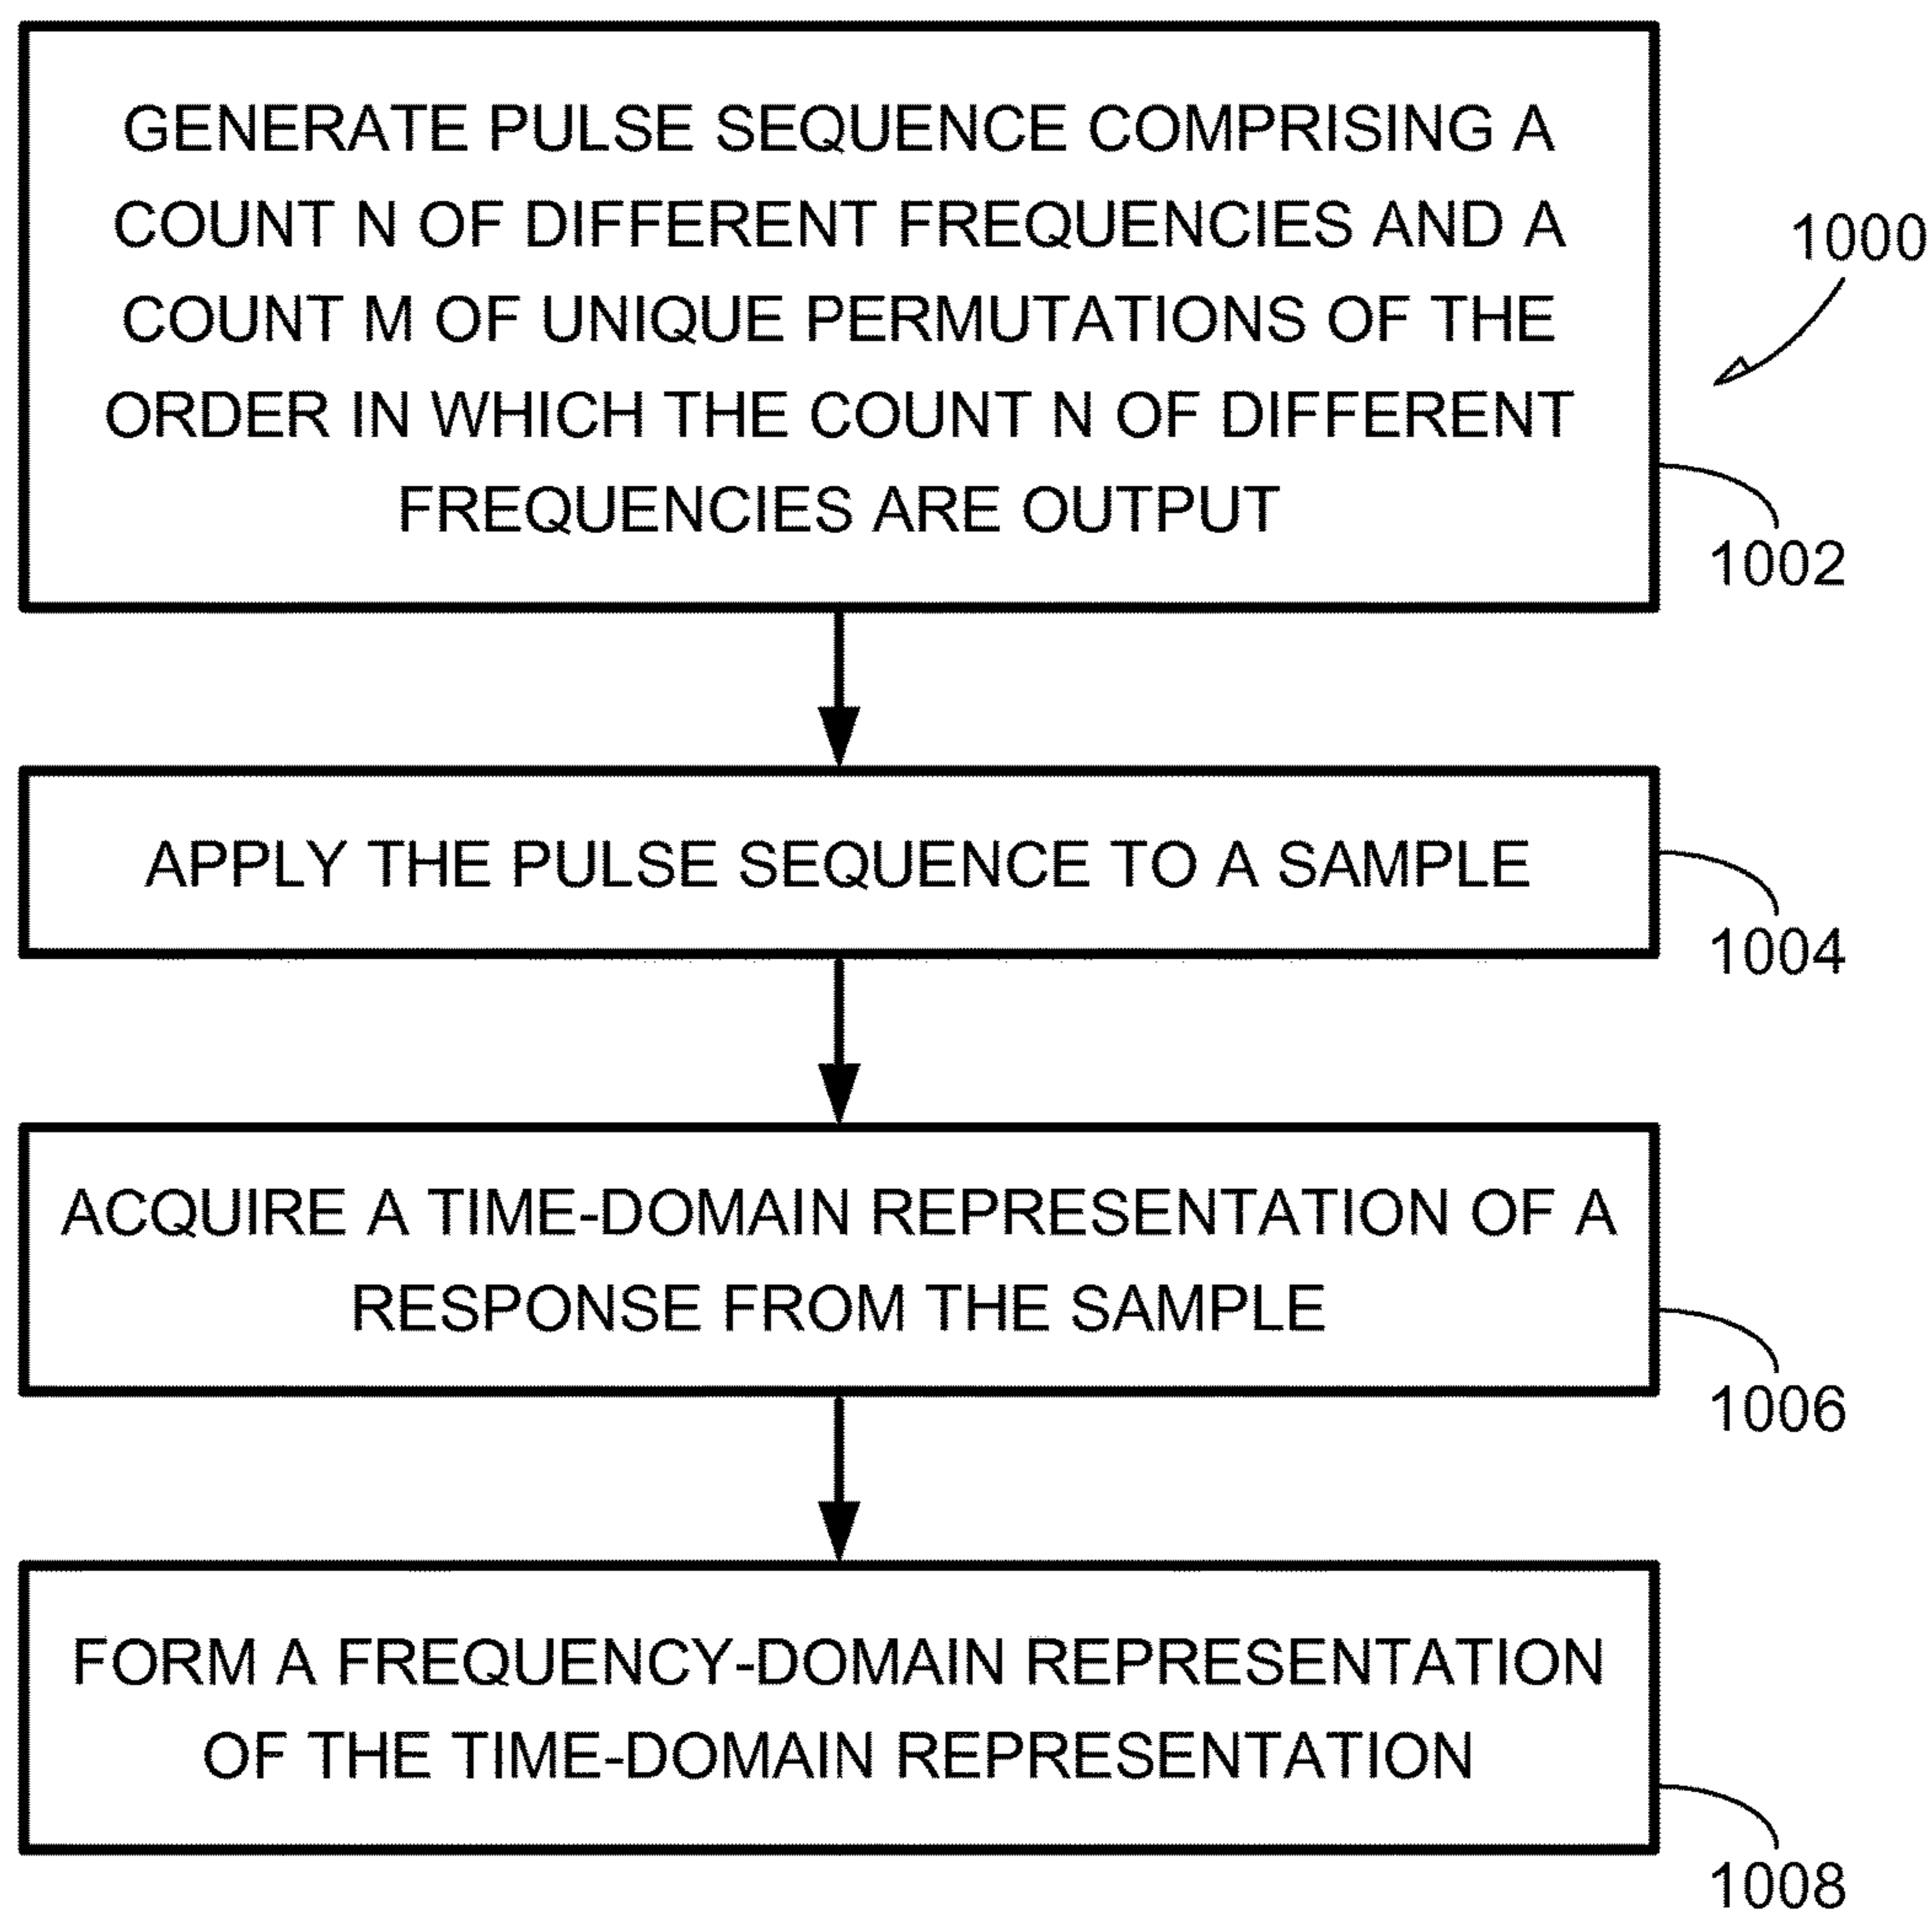 GENERATE PULSE SEQUENCE COMPRISING A
COUNT N OF DIFFERENT FREQUENCIES AND A
COUNT M OF UNIQUE PERMUTATIONS OF THE
ORDER IN WHICH THE COUNT N OF DIFFERENT
FREQUENCIES ARE OUTPUT
1000
1002
APPLY THE PULSE SEQUENCE TO A SAMPLE
1004
ACQUIRE A TIME-DOMAIN REPRESENTATION OF A
RESPONSE FROM THE SAMPLE
1006
FORM A FREQUENCY-DOMAIN REPRESENTATION
OF THE TIME-DOMAIN REPRESENTATION
1008